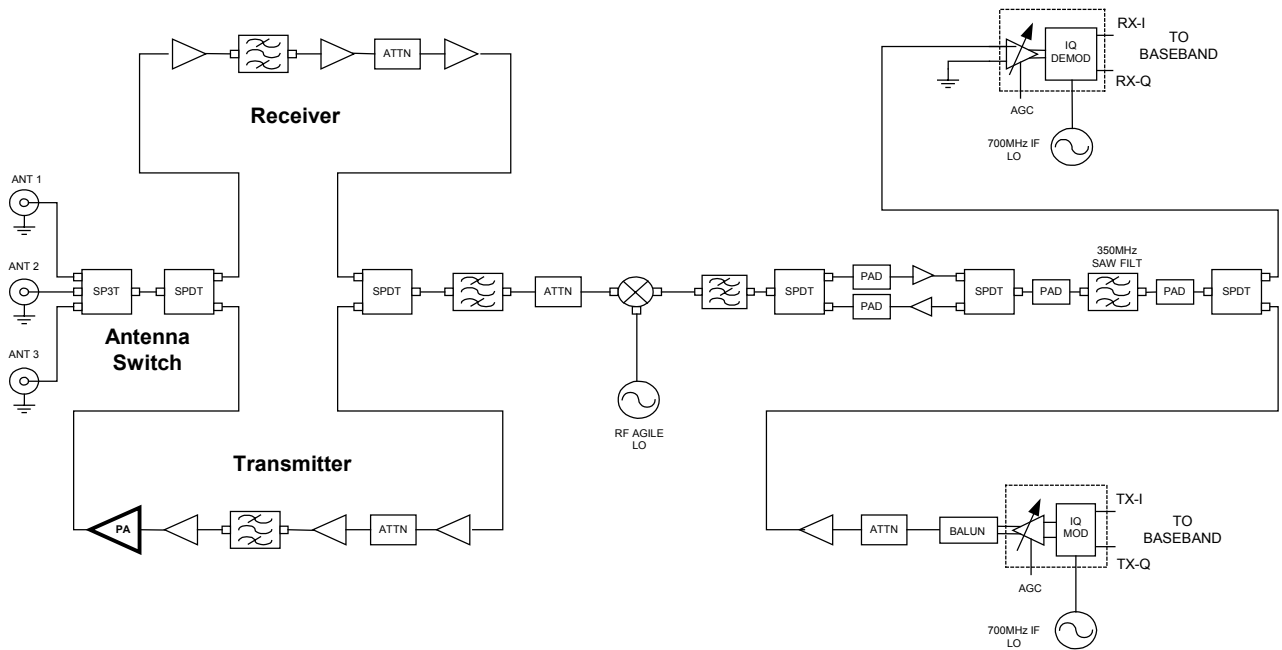 ATTN
Receiver
RX-I
IQ
DEMOD
TO
BASEBAND
RX-Q
AGC
700MHz IF
LO
ANT 1
ANT 2
ANT 3
SP3T
SPDT
Antenna
Switch
SPDT
ATTN
RF AGILE
LO
SPDT
PAD
PAD
SPDT
PAD
350MHz
SAW FILT
PAD
SPDT
Transmitter
PA
ATTN
ATTN
BALUN
TX-I
IQ
MOD
TO
BASEBAND
TX-Q
AGC
700MHz IF
LO